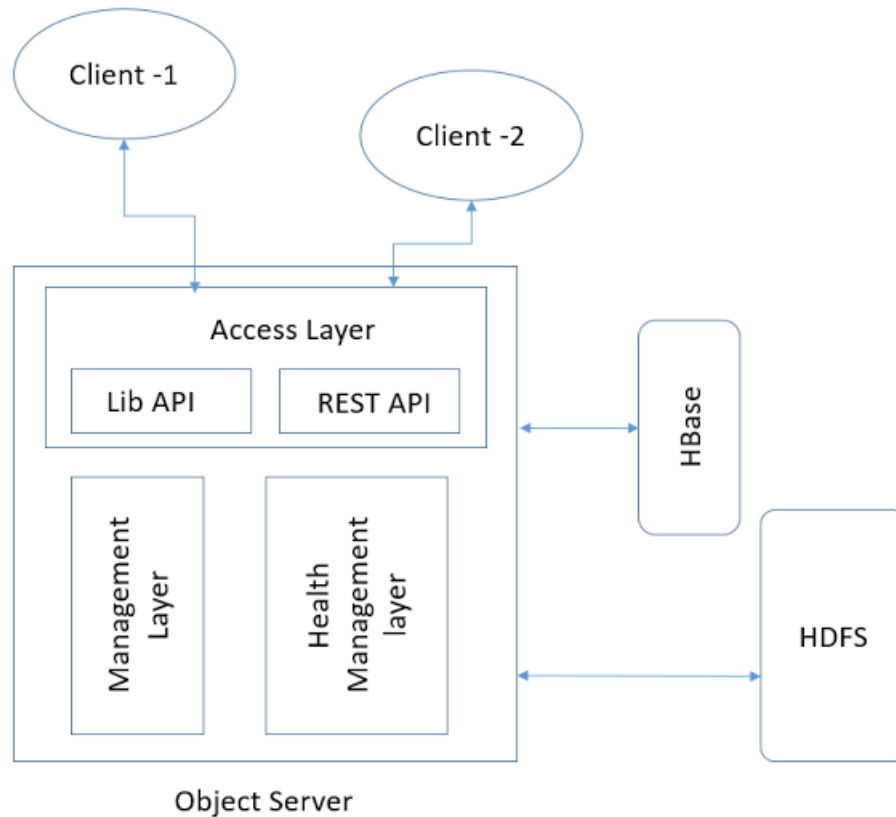 Client -1
Client -2
Access Layer
Lib API
REST API
HBase
Management
Layer
Health
Management
layer
HDFS
Object Server